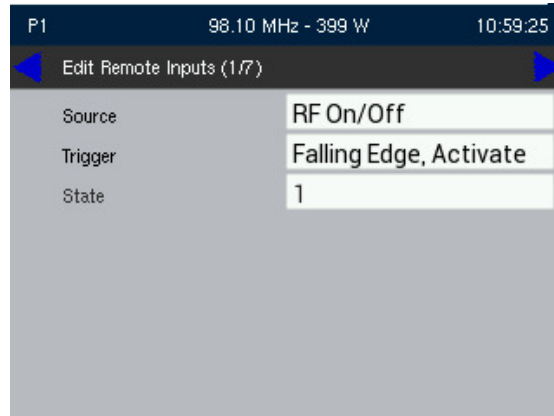 P1 98.10 MHz - 399 W 10:59:25
Edit Remote Inputs (1/7)
Source RF On/Off
Trigger Falling Edge, Activate
State 1